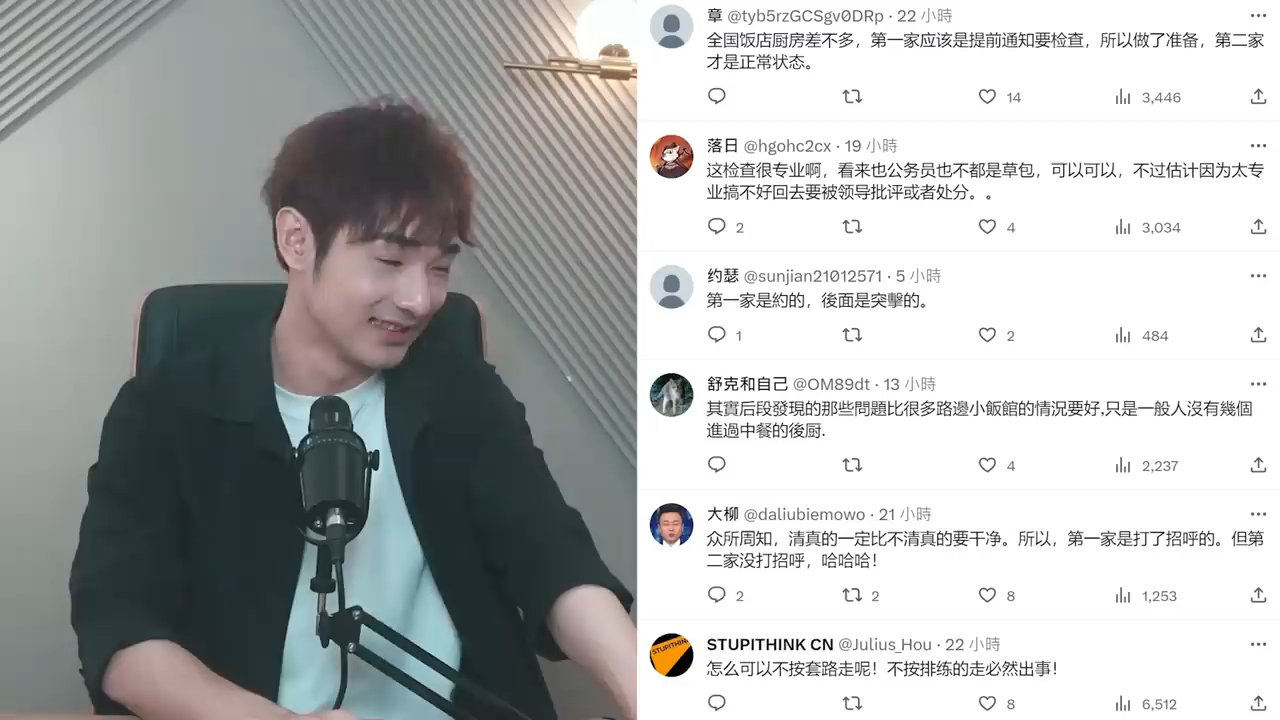 章 @tyb5rzGCSgv0DRp · 22 小時
全国饭店厨房差不多，第一家应该是提前通知要检查，所以做了准备，第二家
才是正常状态。
14 3,446
落日 @hgohc2cx · 19 小時
这检查很专业啊，看来也公务员也不都是草包，可以可以，不过估计因为太专
业搞不好回去要被领导批评或者处分。。
2 4 3,034
约瑟 @sunjian21012571 · 5 小時
第一家是約的，後面是突擊的。
1 2 484
舒克和自己 @OM89dt · 13 小時
其實后段發現的那些問題比很多路邊小飯館的情況要好,只是一般人沒有幾個
進過中餐的後厨.
4 2,237
大柳 @daliubiemowo · 21 小時
众所周知，清真的一定比不清真的要干净。所以，第一家是打了招呼的。但第
二家没打招呼，哈哈哈！
2 2 8 1,253
STUPITHINK CN @Julius_Hou · 22 小時
怎么可以不按套路走呢！不按排练的走必然出事！
8 6,512